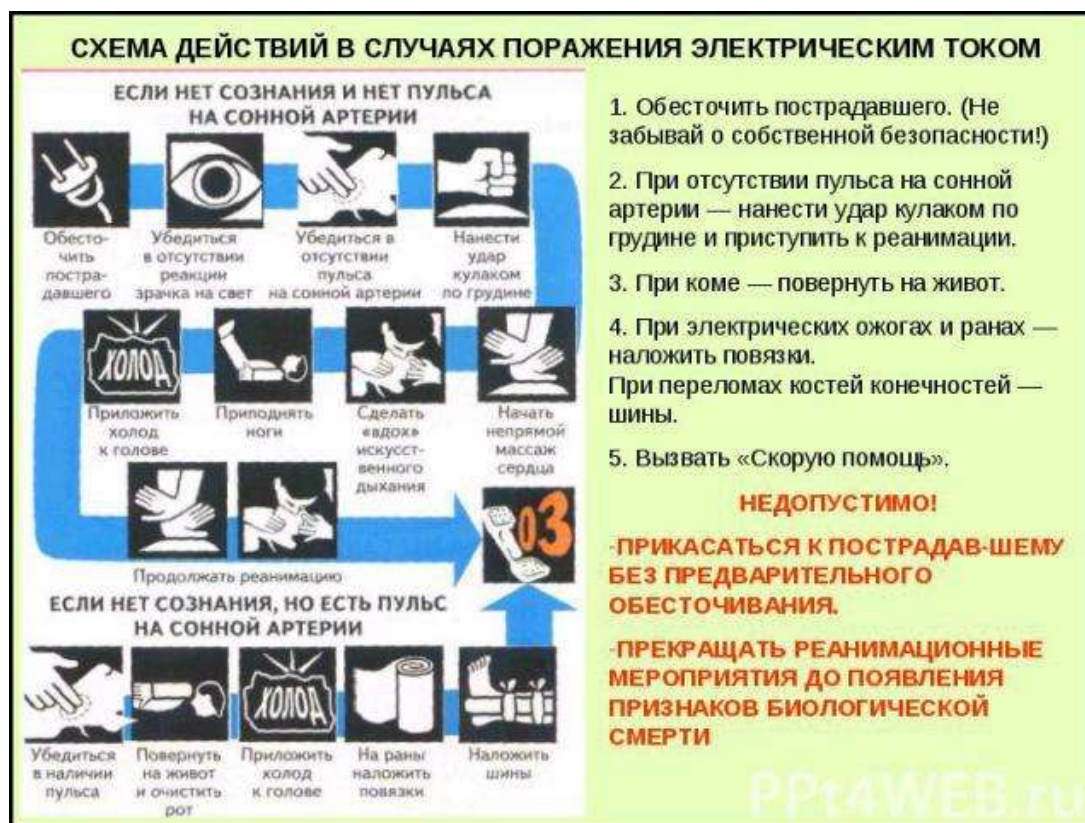 СХЕМА ДЕЙСТВИЙ В СЛУЧАЯХ ПОРАЖЕНИЯ ЭЛЕКТРИЧЕСКИМ ТОКОМ
ЕСЛИ НЕТ СОЗНАНИЯ И НЕТ ПУЛЬСА
НА СОННОЙ АРТЕРИИ
Обесто-
чить
постра-
давшего
Убедиться
в отсутствии
реакции
зрачка на свет
Убедиться в
отсутствии
пульса
на сонной артерии
Нанести
удар
кулаком
по грудине
ХОЛОД
Приложить
холод
к голове
Приподнять
ноги
Сделать
«вдох»
искусст-
венного
дыхания
Начать
непрямой
массаж
сердца
03
Продолжать реанимацию
ЕСЛИ НЕТ СОЗНАНИЯ, НО ЕСТЬ ПУЛЬС
НА СОННОЙ АРТЕРИИ
ХОЛОД
Убедиться
в наличии
пульса
Повернуть
на живот
и очистить
рот
Приложить
холод
к голове
На раны
наложить
повязки
Наложить
шины
1. Обесточить пострадавшего. (Не
забывай о собственной безопасности!)
2. При отсутствии пульса на сонной
артерии — нанести удар кулаком по
грудине и приступить к реанимации.
3. При коме — повернуть на живот.
4. При электрических ожогах и ранах —
наложить повязки.
При переломах костей конечностей —
шины.
5. Вызвать «Скорую помощь».
НЕДОПУСТИМО!
-ПРИКАСАТЬСЯ К ПОСТРАДАВ-ШЕМУ
БЕЗ ПРЕДВАРИТЕЛЬНОГО
ОБЕСТОЧИВАНИЯ.
-ПРЕКРАЩАТЬ РЕАНИМАЦИОННЫЕ
МЕРОПРИЯТИЯ ДО ПОЯВЛЕНИЯ
ПРИЗНАКОВ БИОЛОГИЧЕСКОЙ
СМЕРТИ
PPt4WEB.ru